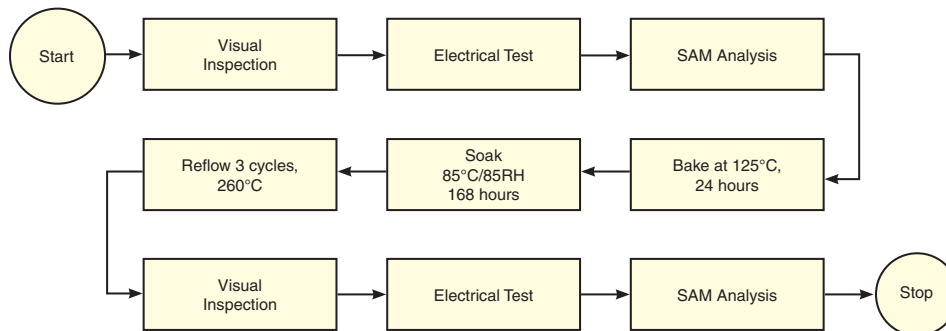 Start
Visual
Inspection
Electrical Test
SAM Analysis
Bake at 125°C,
24 hours
Soak
85°C/85RH
168 hours
Reflow 3 cycles,
260°C
Visual
Inspection
Electrical Test
SAM Analysis
Stop